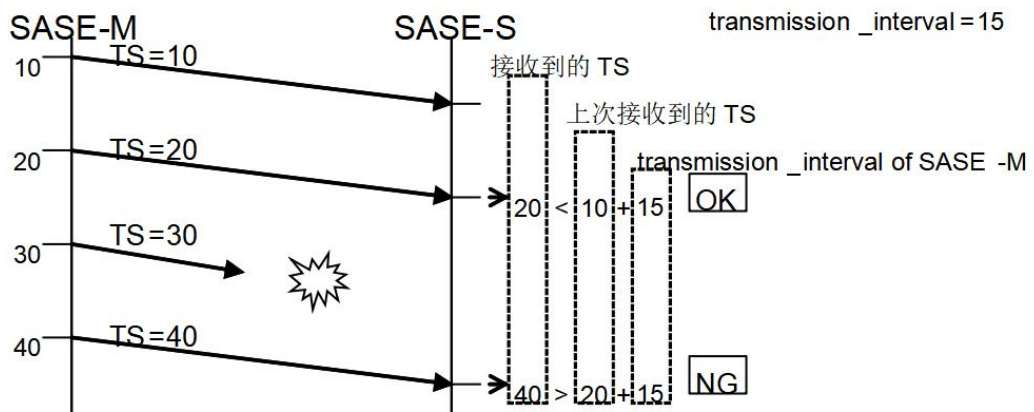 SASE-M SASE-S transmission _interval = 15
10 TS=10
接收到的 TS
上次接收到的 TS
20 TS=20
transmission _interval of SASE -M
20 < 10 + 15 OK
30 TS=30
40 TS=40
40 > 20 + 15 NG